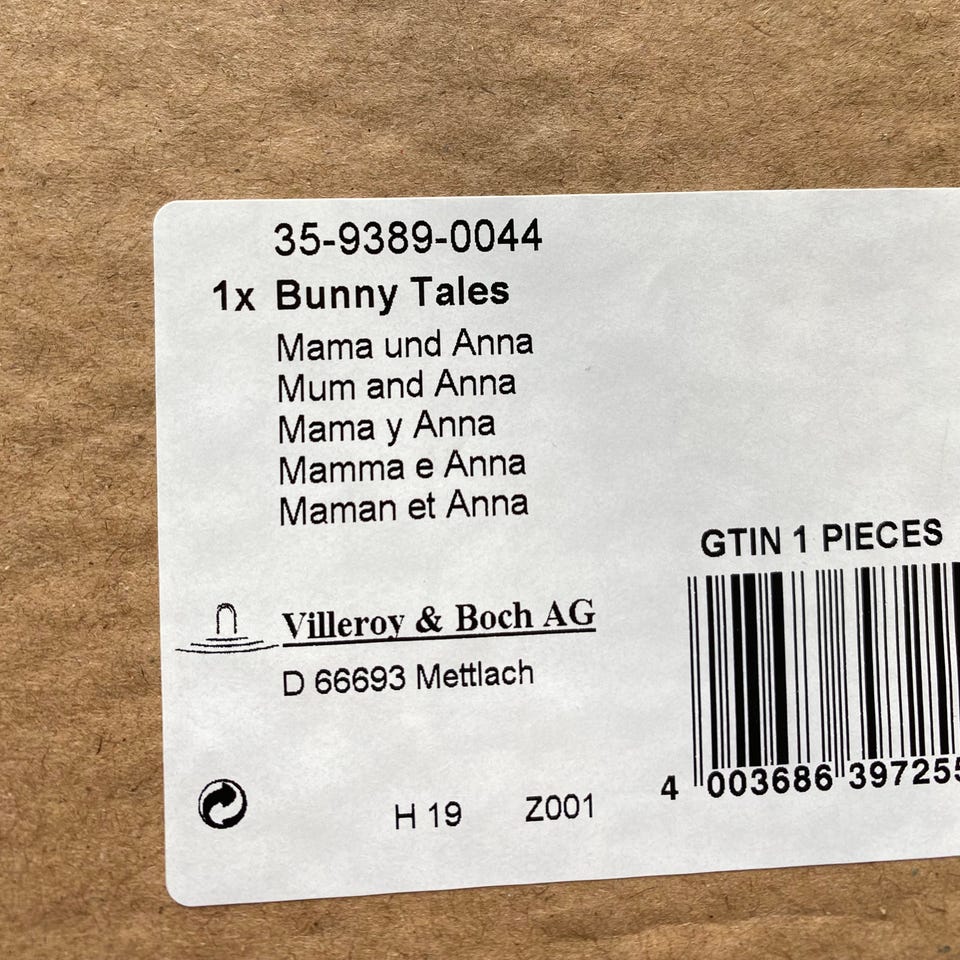 35-9389-0044
1x Bunny Tales
Mama und Anna
Mum and Anna
Mama y Anna
Mamma e Anna
Maman et Anna
GTIN 1 PIECES
Villeroy & Boch AG
D 66693 Mettlach
4 003686 397255
H 19 Z001